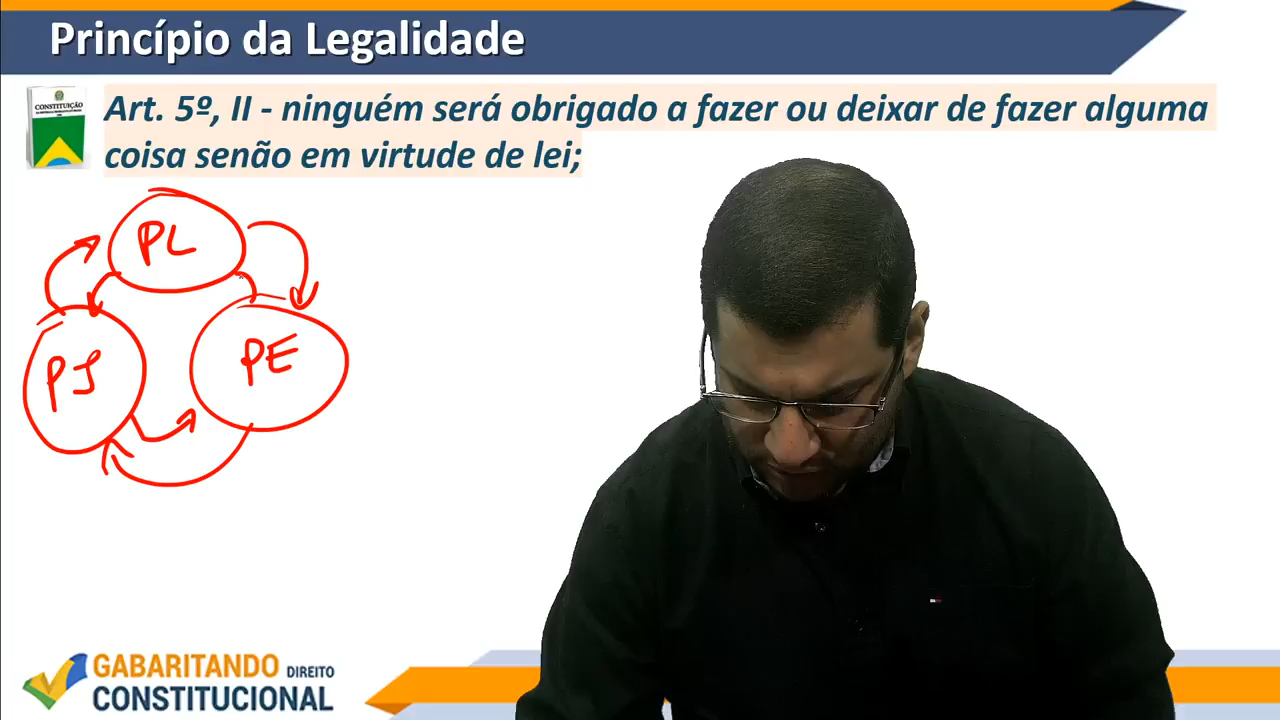 Princípio da Legalidade
CONSTITUIÇÃO
Art. 5º, II - ninguém será obrigado a fazer ou deixar de fazer alguma
coisa senão em virtude de lei;
PL
PJ
PE
GABARITANDO DIREITO
CONSTITUCIONAL